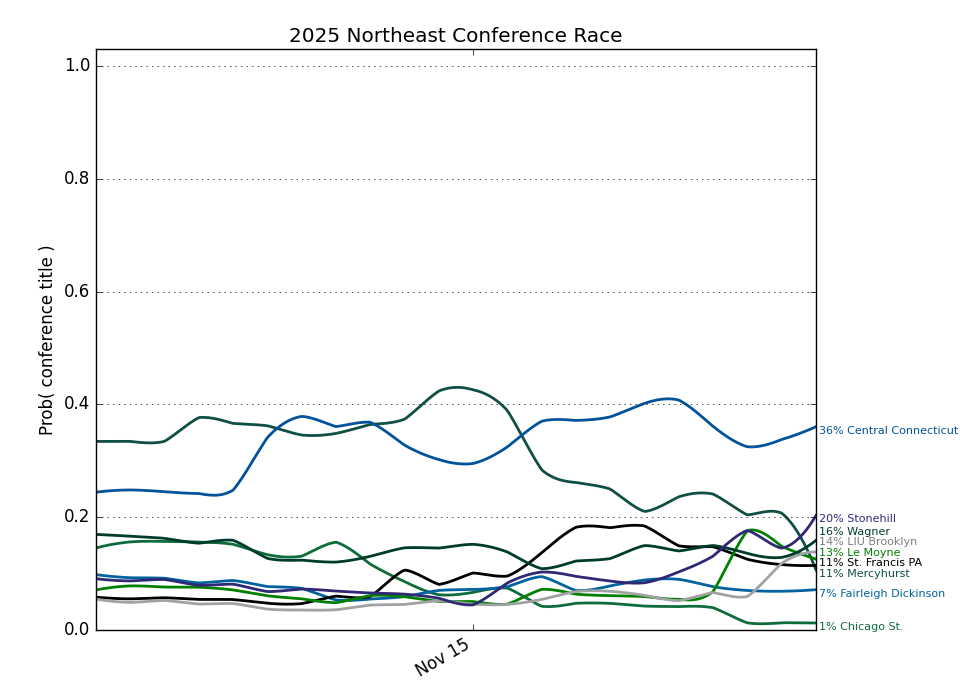 2025 Northeast Conference Race
Prob( conference title )
1.0
0.8
0.6
0.4
0.2
0.0
Nov 15
36% Central Connecticut
20% Stonehill
16% Wagner
14% LIU Brooklyn
13% Le Moyne
11% St. Francis PA
11% Mercyhurst
7% Fairleigh Dickinson
1% Chicago St.